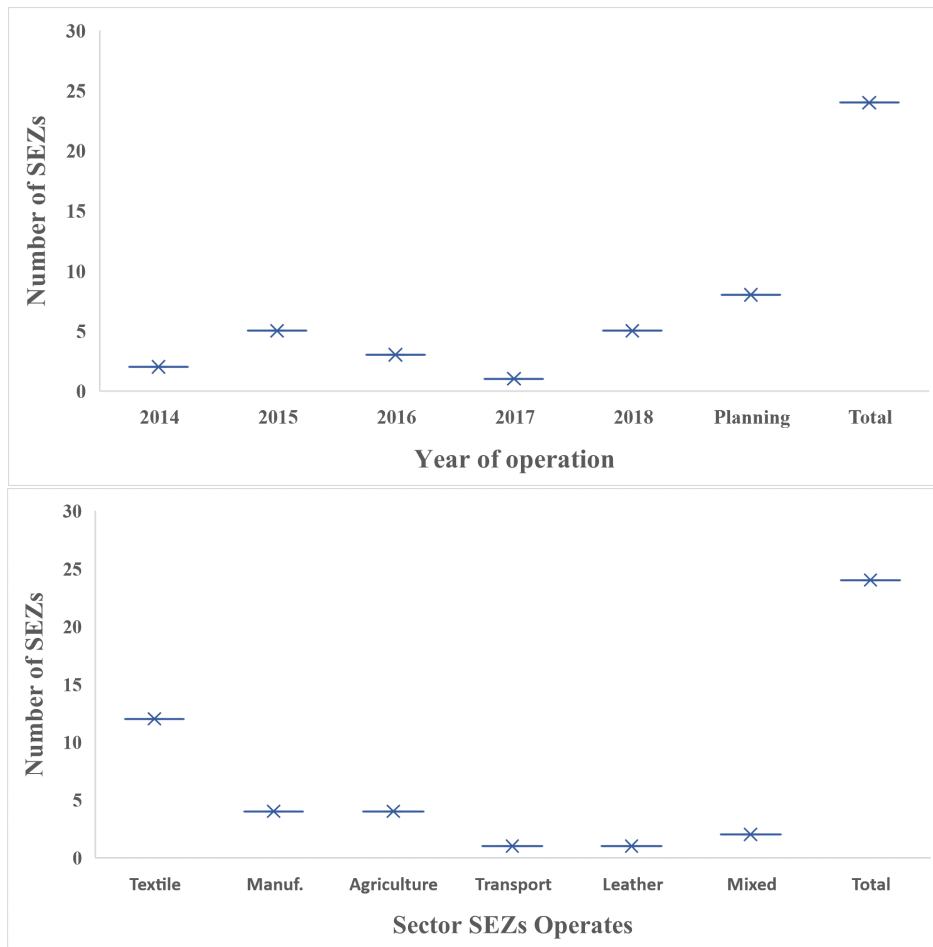 30
25
20
15
10
5
0
Number of SEZs
2014 2015 2016 2017 2018 Planning Total
Year of operation
30
25
20
15
10
5
0
Number of SEZs
Textile Manuf. Agriculture Transport Leather Mixed Total
Sector SEZs Operates